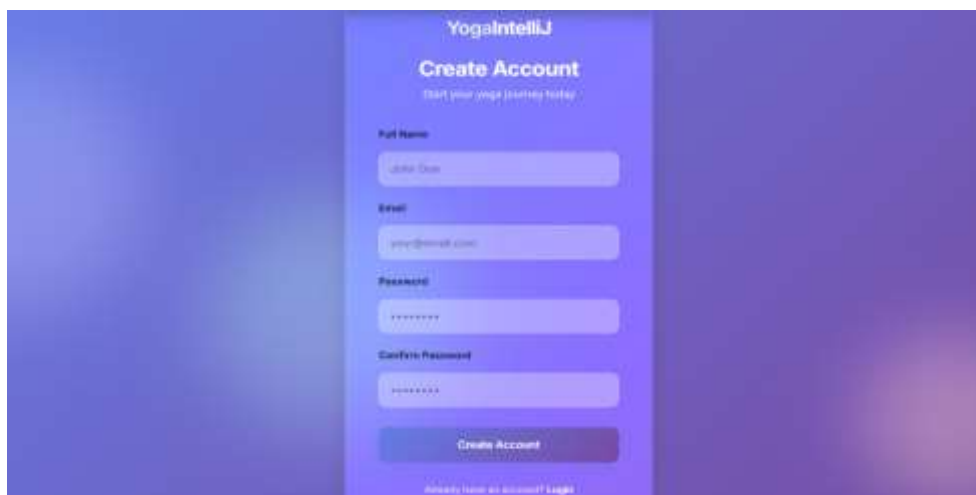 YogaIntelliJ
Create Account
Start your yoga journey today
Full Name
John Doe
Email
your@email.com
Password
••••••••
Confirm Password
••••••••
Create Account
Already have an account? Login